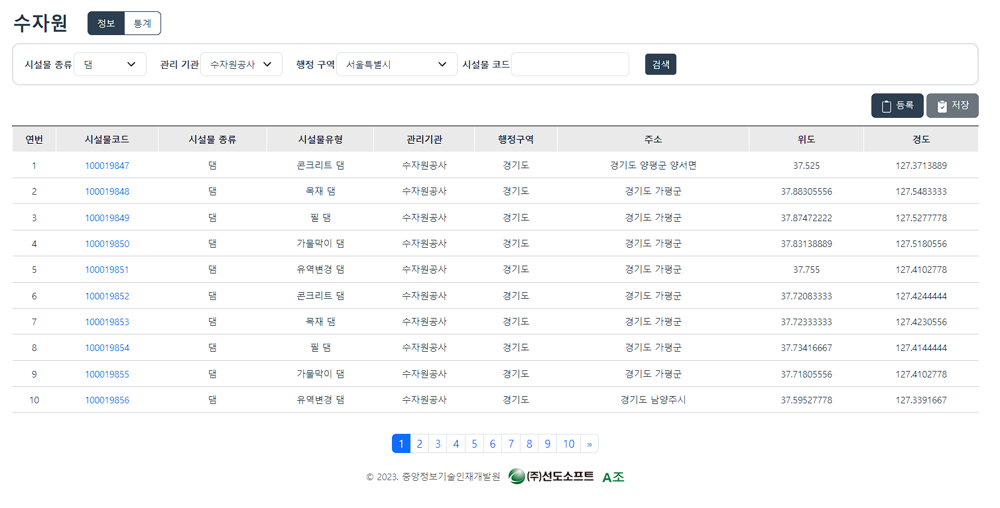 수자원 정보 통계
시설물 종류 댐 관리 기관 수자원공사 행정 구역 서울특별시 시설물 코드 검색
등록 저장
연번 시설물코드 시설물 종류 시설물유형 관리기관 행정구역 주소 위도 경도
1 100019847 댐 콘크리트 댐 수자원공사 경기도 경기도 양평군 양서면 37.525 127.3713889
2 100019848 댐 목재 댐 수자원공사 경기도 경기도 가평군 37.88305556 127.5483333
3 100019849 댐 필 댐 수자원공사 경기도 경기도 가평군 37.87472222 127.5277778
4 100019850 댐 가물막이 댐 수자원공사 경기도 경기도 가평군 37.83138889 127.5180556
5 100019851 댐 유역변경 댐 수자원공사 경기도 경기도 가평군 37.755 127.4102778
6 100019852 댐 콘크리트 댐 수자원공사 경기도 경기도 가평군 37.72083333 127.4244444
7 100019853 댐 목재 댐 수자원공사 경기도 경기도 가평군 37.72333333 127.4230556
8 100019854 댐 필 댐 수자원공사 경기도 경기도 가평군 37.73416667 127.4144444
9 100019855 댐 가물막이 댐 수자원공사 경기도 경기도 가평군 37.71805556 127.4102778
10 100019856 댐 유역변경 댐 수자원공사 경기도 경기도 남양주시 37.59527778 127.3391667
1 2 3 4 5 6 7 8 9 10 »
© 2023. 중앙정보기술인재개발원 (주)선도소프트 A조